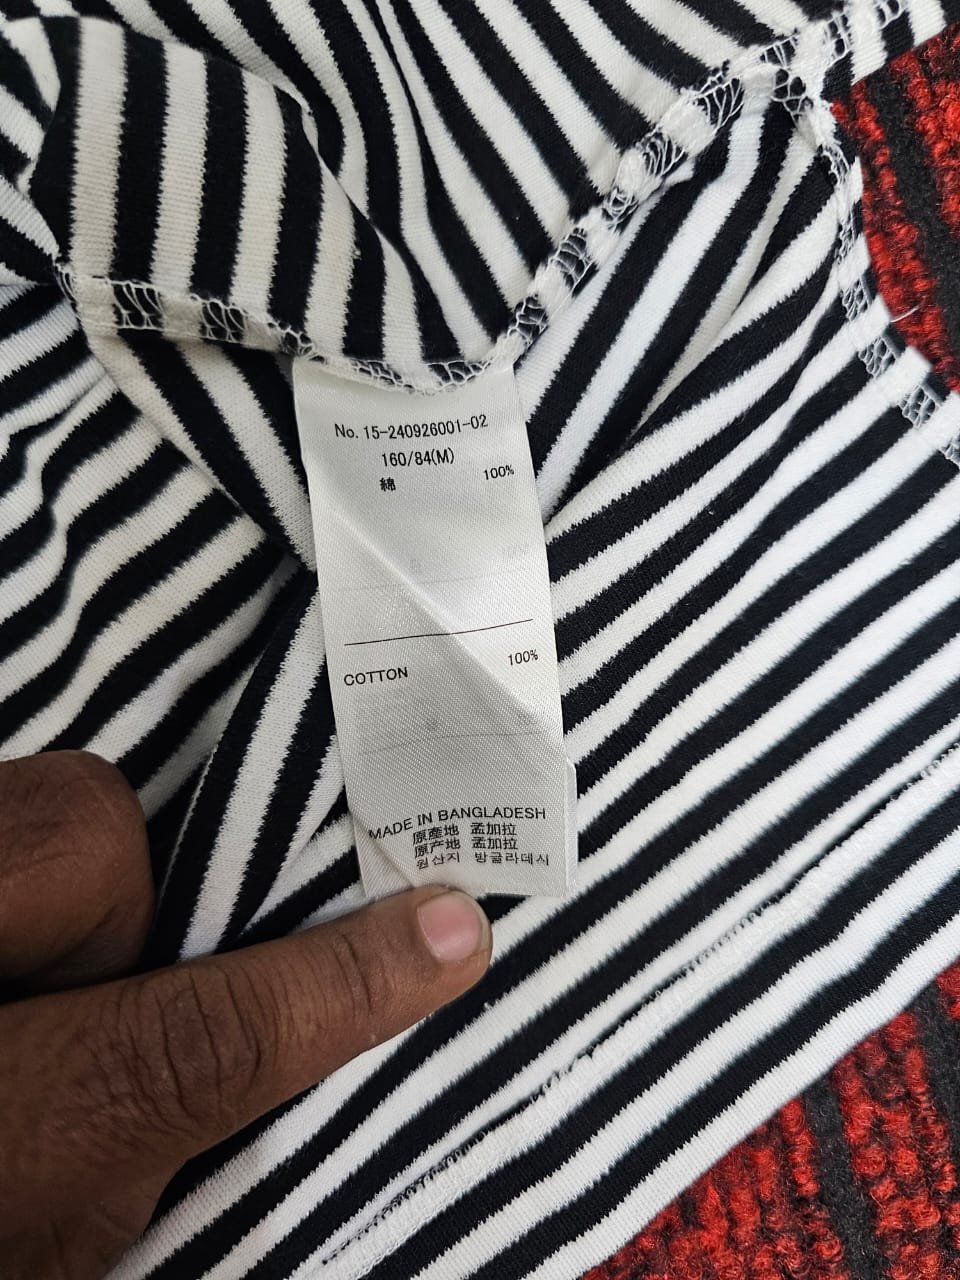 No. 15-240926001-02
160/84(M)
綿 100%
COTTON 100%
MADE IN BANGLADESH
原產地 孟加拉
原产地 孟加拉
원산지 방글라데시